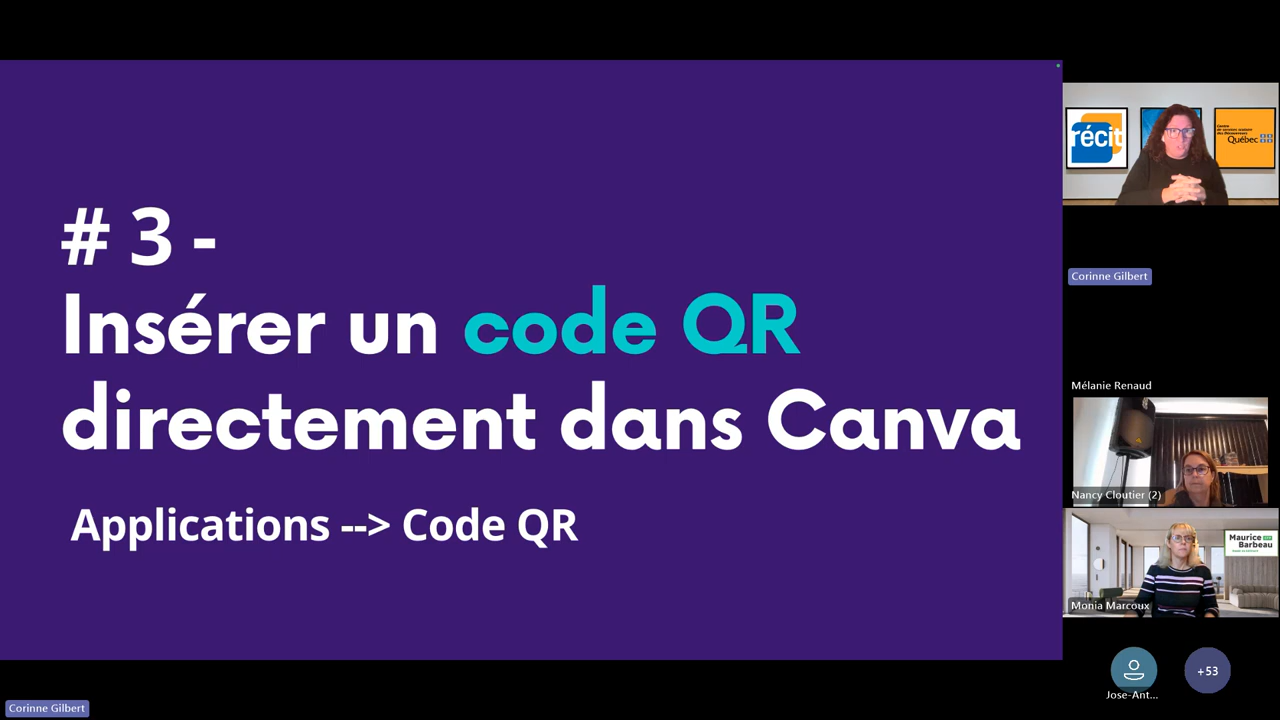 # 3 -
Insérer un code QR
directement dans Canva
Applications --> Code QR
Corinne Gilbert
récit
Québec
Corinne Gilbert
Mélanie Renaud
Nancy Cloutier (2)
Maurice
Barbeau
Monia Marcoux
Jose-Ant...
+53